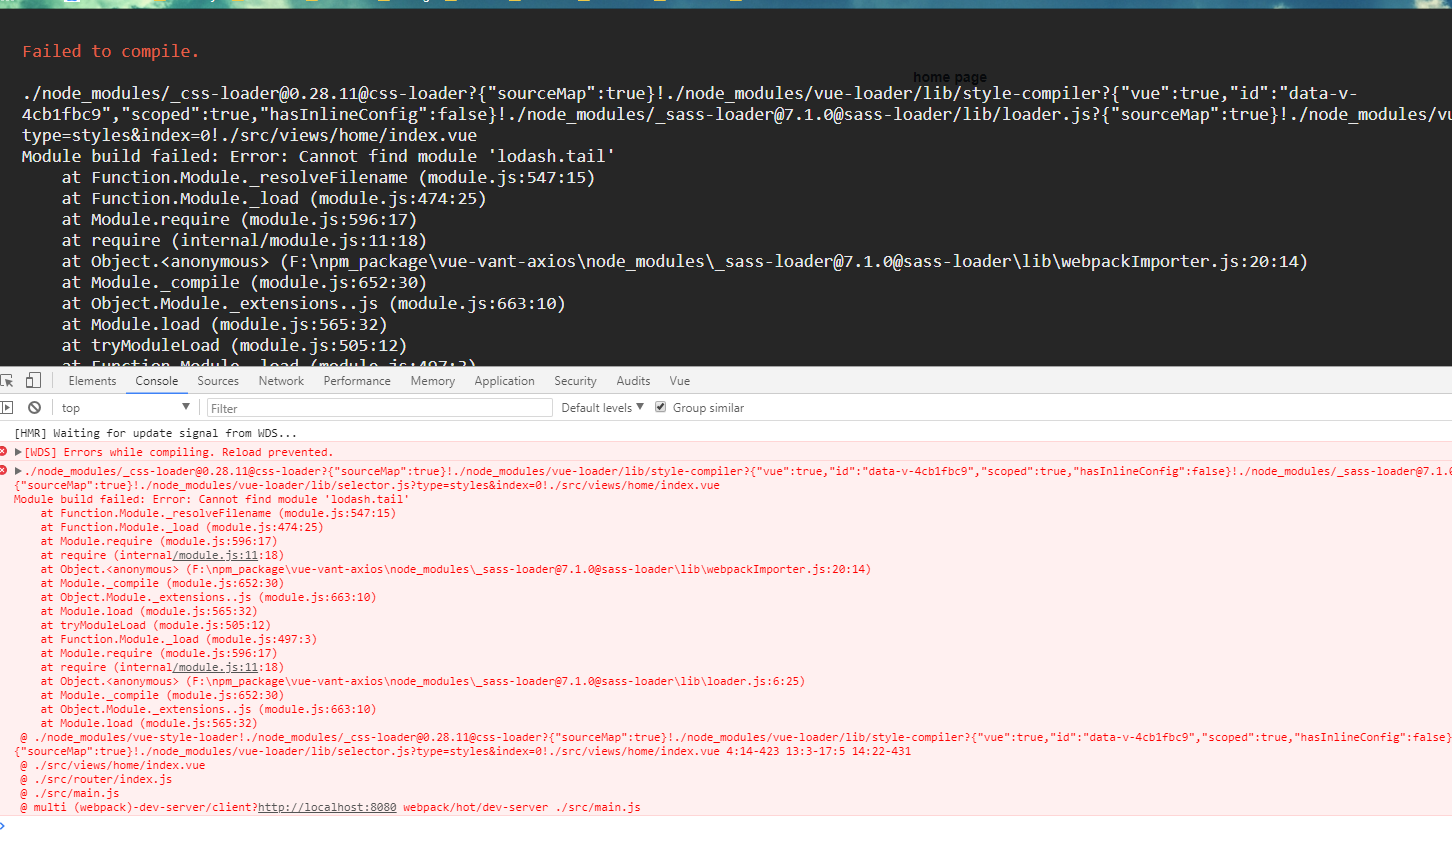 Failed to compile.
home page
./node_modules/_css-loader@0.28.11@css-loader?{"sourceMap":true}!./node_modules/vue-loader/lib/style-compiler?{"vue":true,"id":"data-v-
4cb1fbc9","scoped":true,"hasInlineConfig":false}!./node_modules/_sass-loader@7.1.0@sass-loader/lib/loader.js?{"sourceMap":true}!./node_modules/vu
type=styles&index=0!./src/views/home/index.vue
Module build failed: Error: Cannot find module 'lodash.tail'
at Function.Module._resolveFilename (module.js:547:15)
at Function.Module._load (module.js:474:25)
at Module.require (module.js:596:17)
at require (internal/module.js:11:18)
at Object.<anonymous> (F:\npm_package\vue-vant-axios\node_modules\_sass-loader@7.1.0@sass-loader\lib\webpackImporter.js:20:14)
at Module._compile (module.js:652:30)
at Object.Module._extensions..js (module.js:663:10)
at Module.load (module.js:565:32)
at tryModuleLoad (module.js:505:12)
at Function.Module._load (module.js:497:3)
Elements Console Sources Network Performance Memory Application Security Audits Vue
top Filter Default levels Group similar
[HMR] Waiting for update signal from WDS...
[WDS] Errors while compiling. Reload prevented.
./node_modules/_css-loader@0.28.11@css-loader?{"sourceMap":true}!./node_modules/vue-loader/lib/style-compiler?{"vue":true,"id":"data-v-4cb1fbc9","scoped":true,"hasInlineConfig":false}!./node_modules/_sass-loader@7.1.0
{"sourceMap":true}!./node_modules/vue-loader/lib/selector.js?type=styles&index=0!./src/views/home/index.vue
Module build failed: Error: Cannot find module 'lodash.tail'
at Function.Module._resolveFilename (module.js:547:15)
at Function.Module._load (module.js:474:25)
at Module.require (module.js:596:17)
at require (internal/module.js:11:18)
at Object.<anonymous> (F:\npm_package\vue-vant-axios\node_modules\_sass-loader@7.1.0@sass-loader\lib\webpackImporter.js:20:14)
at Module._compile (module.js:652:30)
at Object.Module._extensions..js (module.js:663:10)
at Module.load (module.js:565:32)
at tryModuleLoad (module.js:505:12)
at Function.Module._load (module.js:497:3)
at Module.require (module.js:596:17)
at require (internal/module.js:11:18)
at Object.<anonymous> (F:\npm_package\vue-vant-axios\node_modules\_sass-loader@7.1.0@sass-loader\lib\loader.js:6:25)
at Module._compile (module.js:652:30)
at Object.Module._extensions..js (module.js:663:10)
at Module.load (module.js:565:32)
@ ./node_modules/vue-style-loader!./node_modules/_css-loader@0.28.11@css-loader?{"sourceMap":true}!./node_modules/vue-loader/lib/style-compiler?{"vue":true,"id":"data-v-4cb1fbc9","scoped":true,"hasInlineConfig":false}
{"sourceMap":true}!./node_modules/vue-loader/lib/selector.js?type=styles&index=0!./src/views/home/index.vue 4:14-423 13:3-17:5 14:22-431
@ ./src/views/home/index.vue
@ ./src/router/index.js
@ ./src/main.js
@ multi (webpack)-dev-server/client?http://localhost:8080 webpack/hot/dev-server ./src/main.js